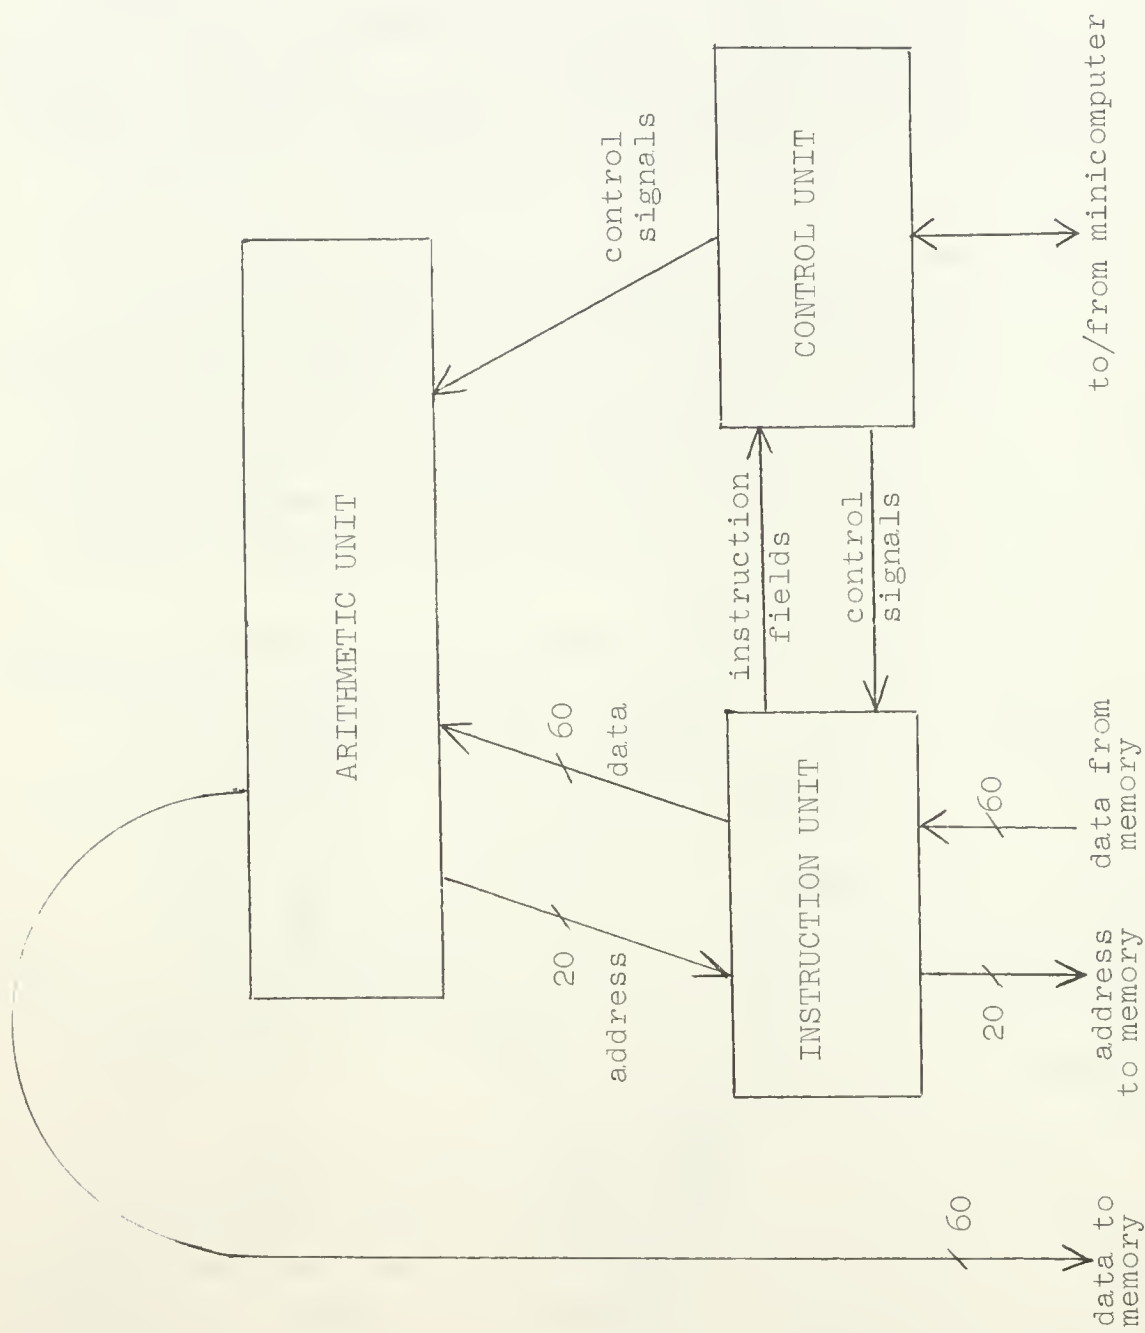 ARITHMETIC UNIT
control
signals
60
data
20
address
instruction
fields
control
signals
INSTRUCTION UNIT
CONTROL UNIT
60
20
60
data to
memory
address
to memory
data from
memory
to/from minicomputer